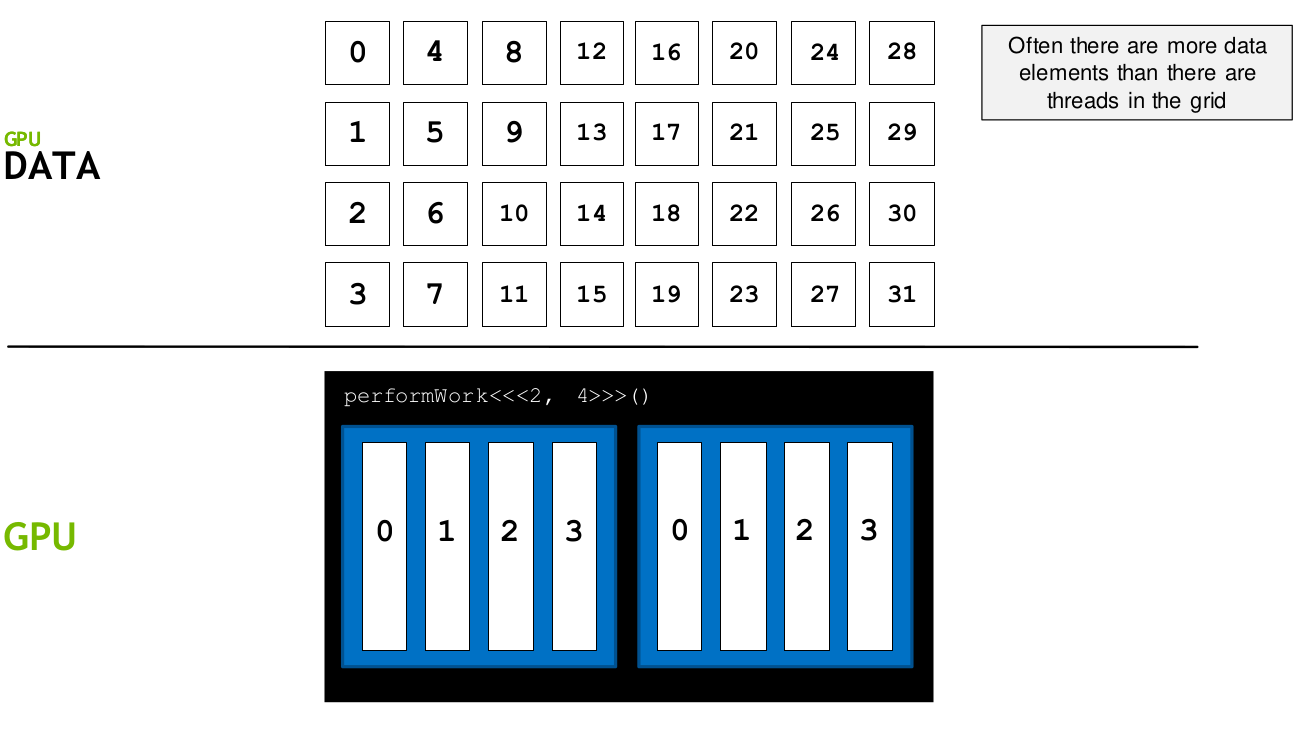 0 4 8 12 16 20 24 28
Often there are more data
elements than there are
threads in the grid
1 5 9 13 17 21 25 29
GPU
DATA
2 6 10 14 18 22 26 30
3 7 11 15 19 23 27 31
performWork<<<2, 4>>>()
GPU
0 1 2 3 0 1 2 3